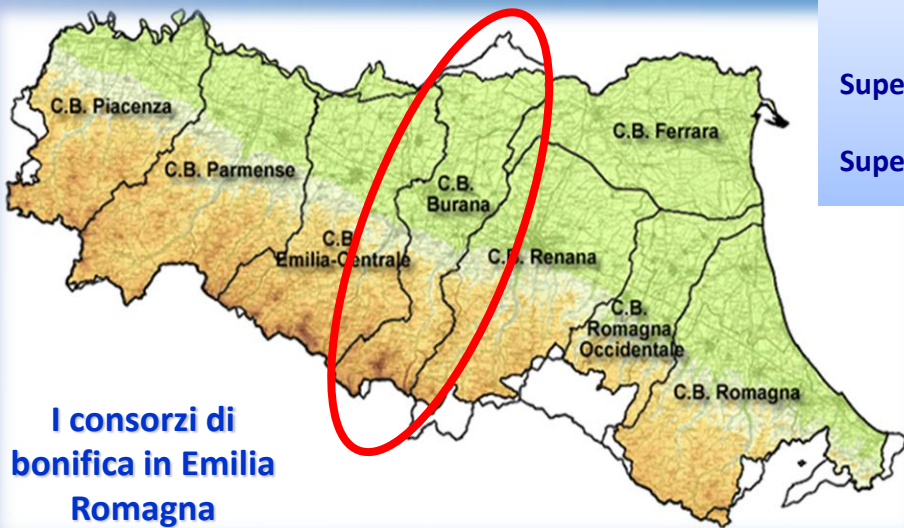 Supe
Supe
C.B. Piacenza
C.B. Ferrara
C.B. Parmense
C.B.
Burana
C.B.
Emilia-Centrale
C.B. Renana
C.B.
Romagna
Occidentale
C.B. Romagna
I consorzi di
bonifica in Emilia
Romagna